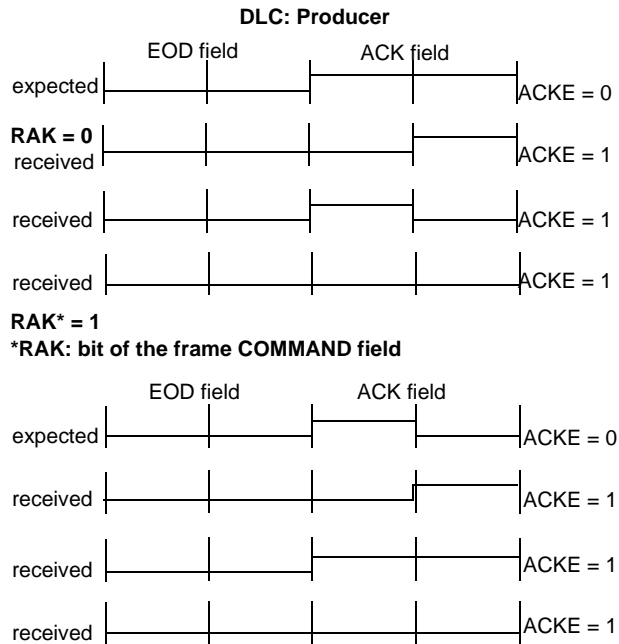 DLC: Producer
EOD field ACK field
expected ACKE = 0
RAK = 0
received ACKE = 1
received ACKE = 1
received ACKE = 1
RAK* = 1
*RAK: bit of the frame COMMAND field
EOD field ACK field
expected ACKE = 0
received ACKE = 1
received ACKE = 1
received ACKE = 1